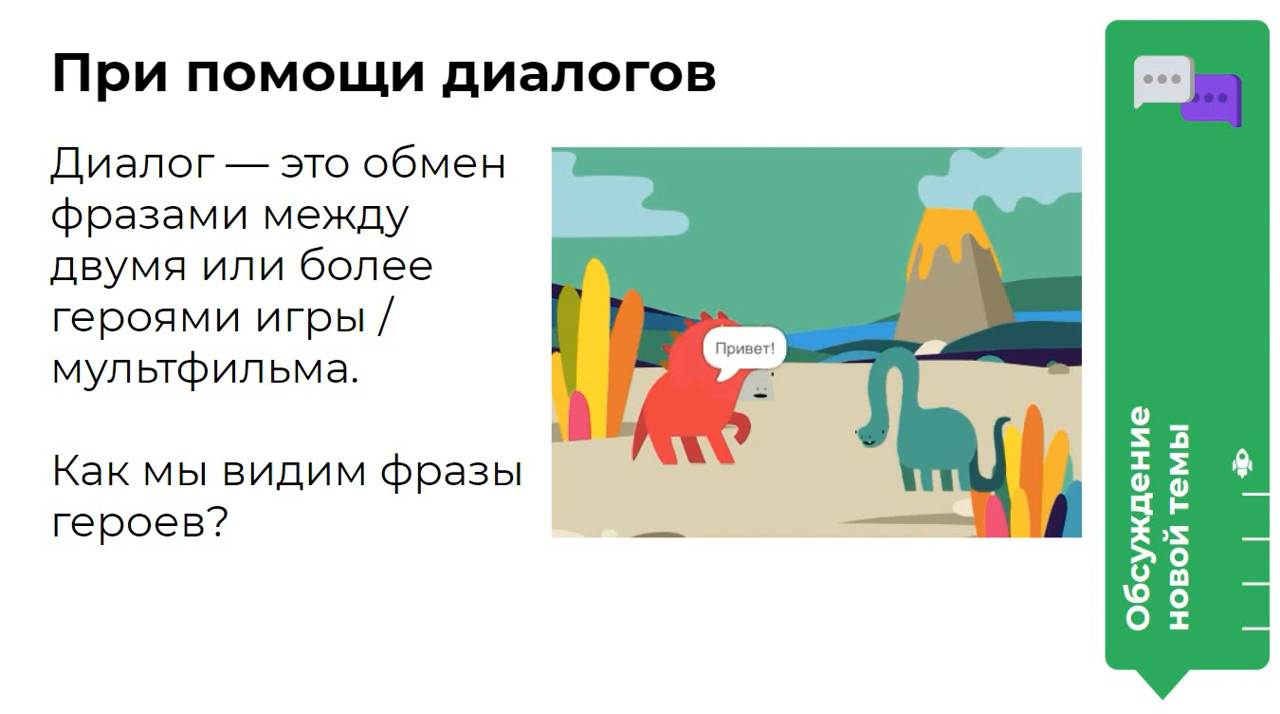 При помощи диалогов
Диалог — это обмен
фразами между
двумя или более
героями игры /
мультфильма.
Как мы видим фразы
героев?
Привет!
Обсуждение
новой темы